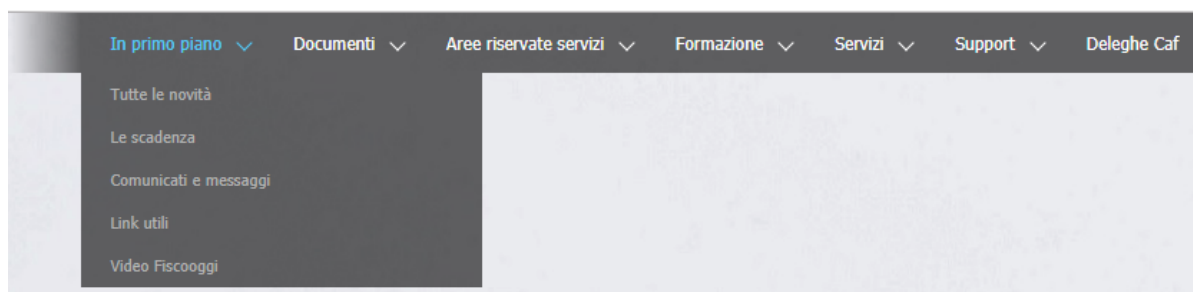 In primo piano Documenti Aree riservate servizi Formazione Servizi Support Deleghe Caf
Tutte le novità
Le scadenza
Comunicati e messaggi
Link utili
Video Fiscooggi